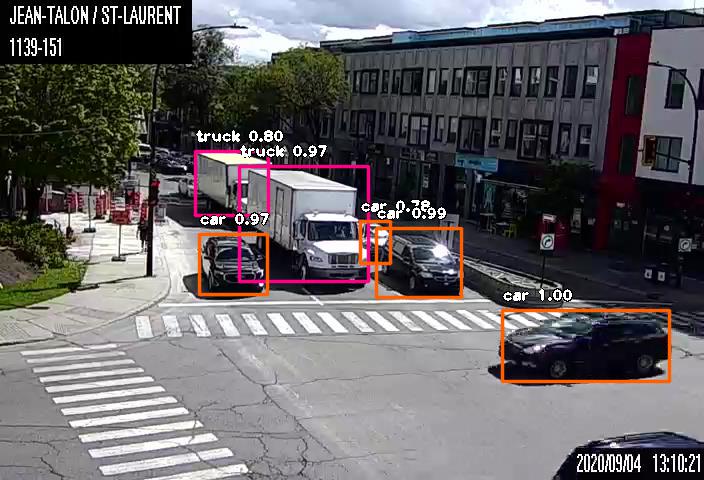 JEAN-TALON / ST-LAURENT
1139-151
truck 0.80
truck 0.97
car 0.97
car 0.78
car 0.99
car 1.00
2020/09/04 13:10:21